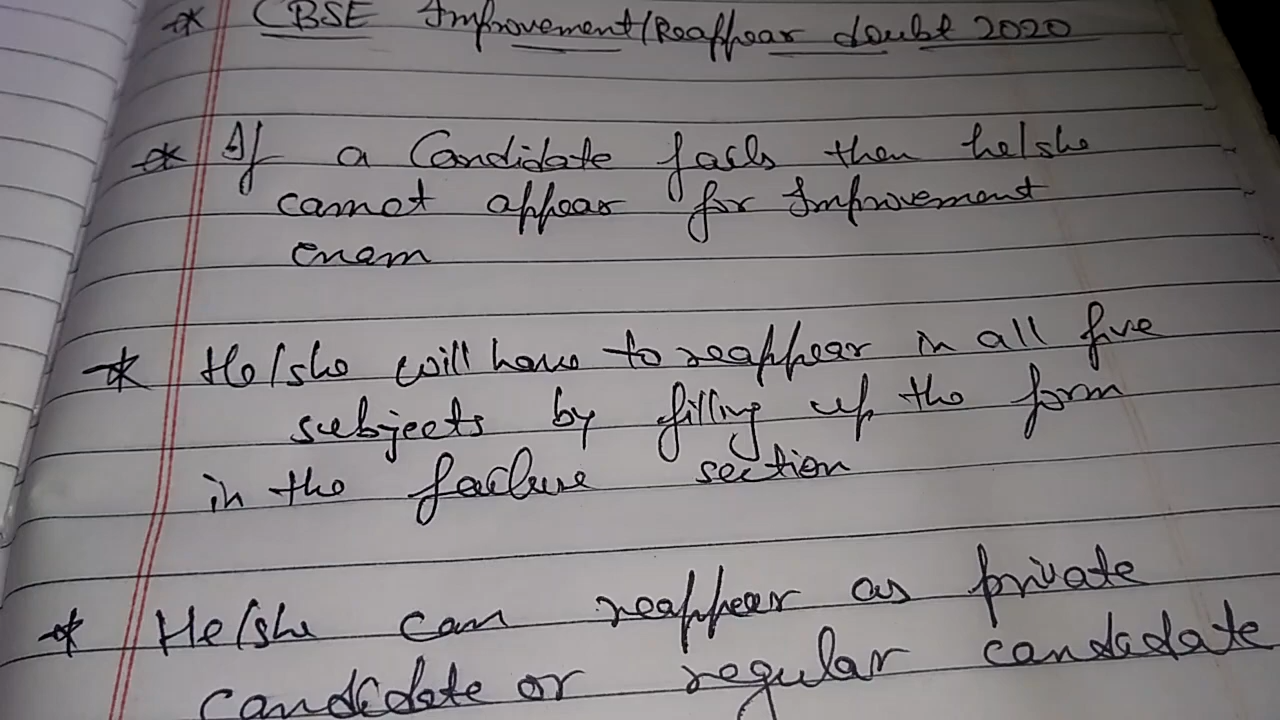 * CBSE Improvement/Reappear doubt 2020
* If a Candidate fails then he/she
cannot appear for Improvement
enam
* He/she will have to reappear in all five
subjects by filling up the form
in the failure section
* He/she can reappear as private
candidate or regular candidate